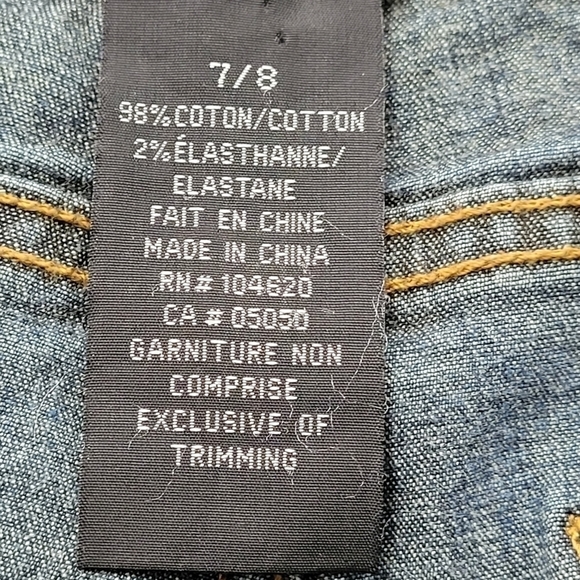 7/8
98%COTON/COTTON
2%ÉLASTHANNE/
ELASTANE
FAIT EN CHINE
MADE IN CHINA
RN# 104620
CA # 05050
GARNITURE NON
COMPRISE
EXCLUSIVE OF
TRIMMING